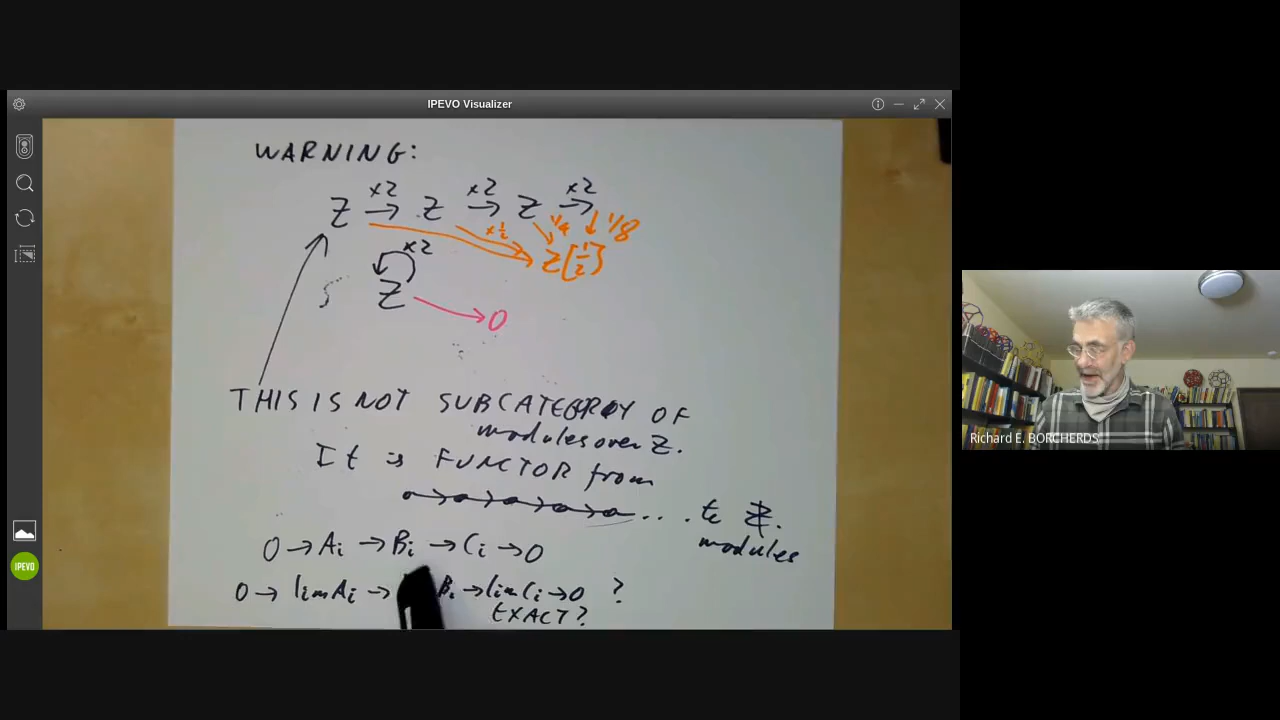 IPEVO Visualizer
WARNING:
Z →×2 Z →×2 Z →×2
×1/2 1/4 1/8
Z[1/2]
×2
Z → 0
THIS IS NOT SUBCATEGORY OF
modules over Z.
It is FUNCTOR from
→ → → → ... to Z.
modules
0 → Ai → Bi → Ci → 0
0 → lim Ai → Bi → lim Ci → 0 ?
EXACT?
IPEVO
Richard E. BORCHERDS